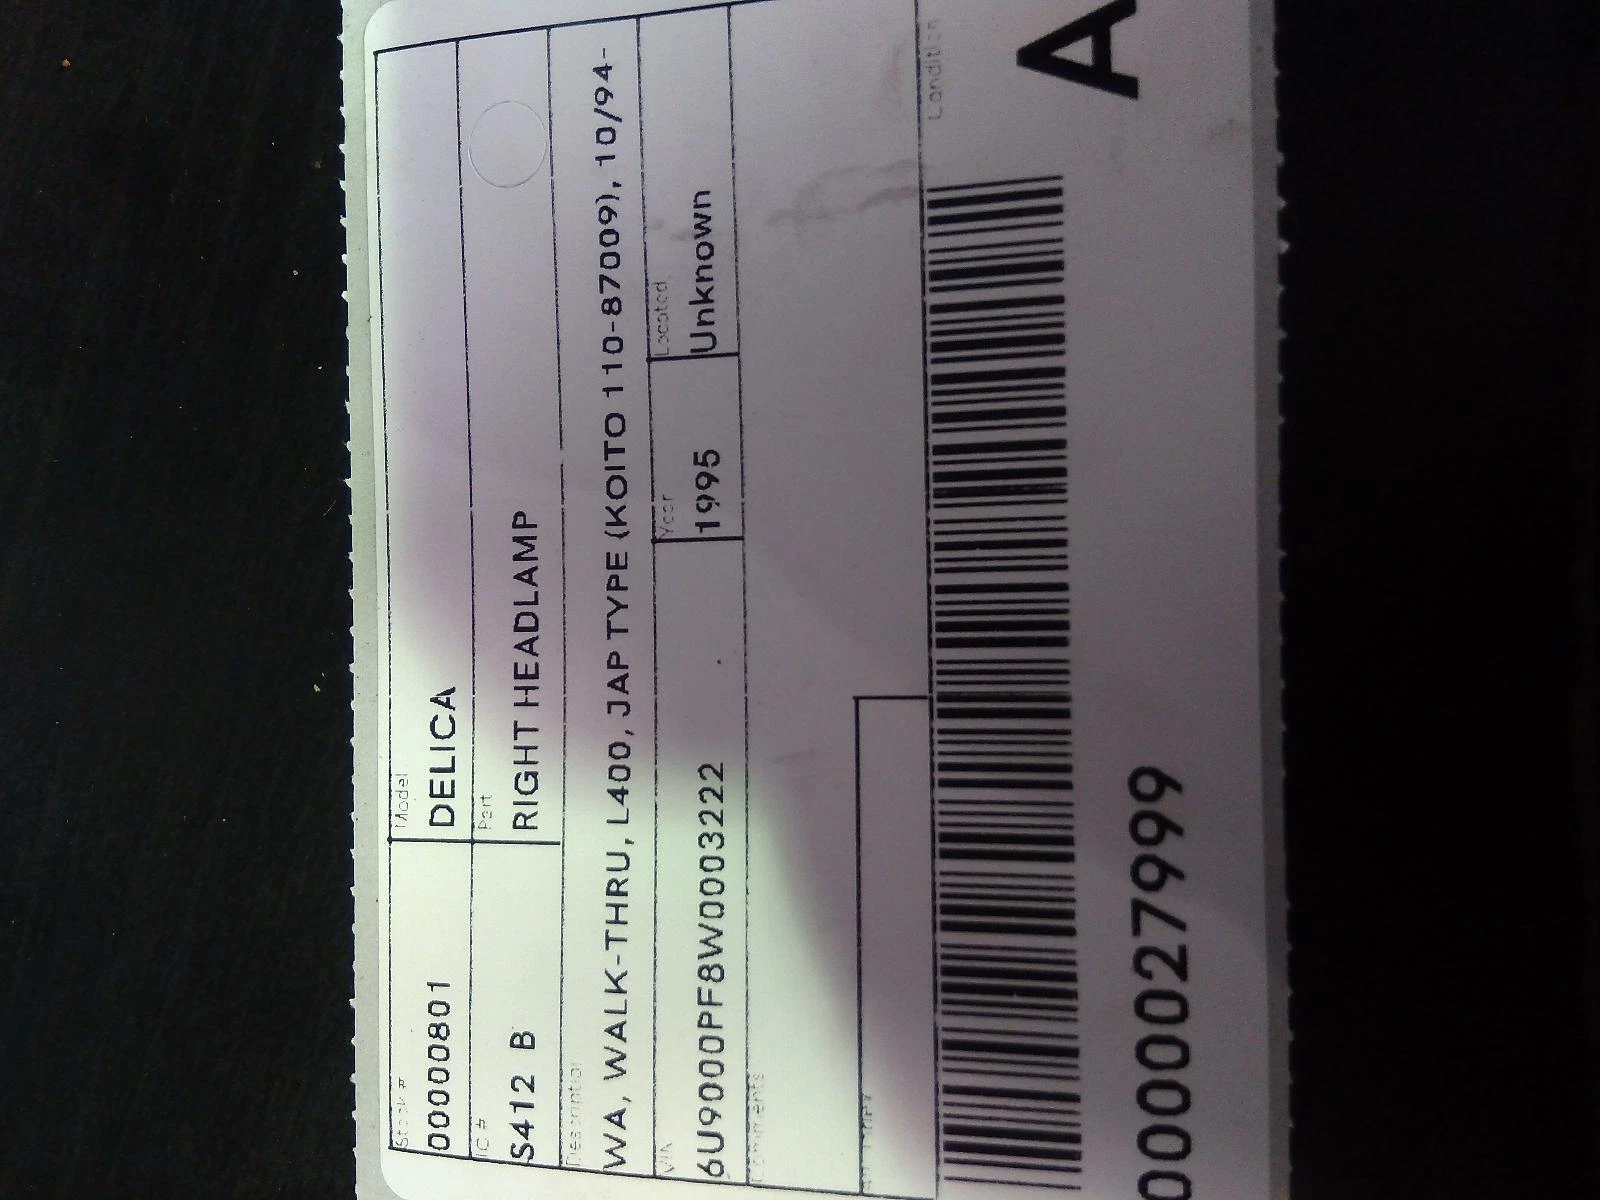 Stock # Model
00000801 DELICA
IC # Part
S412 B RIGHT HEADLAMP
Description
WA, WALK-THRU, L400, JAP TYPE (KOITO 110-87009), 10/94-
VIN Year Located
6U9000PF8W0003222 1995 Unknown
Comments
Condition
0000027999 A